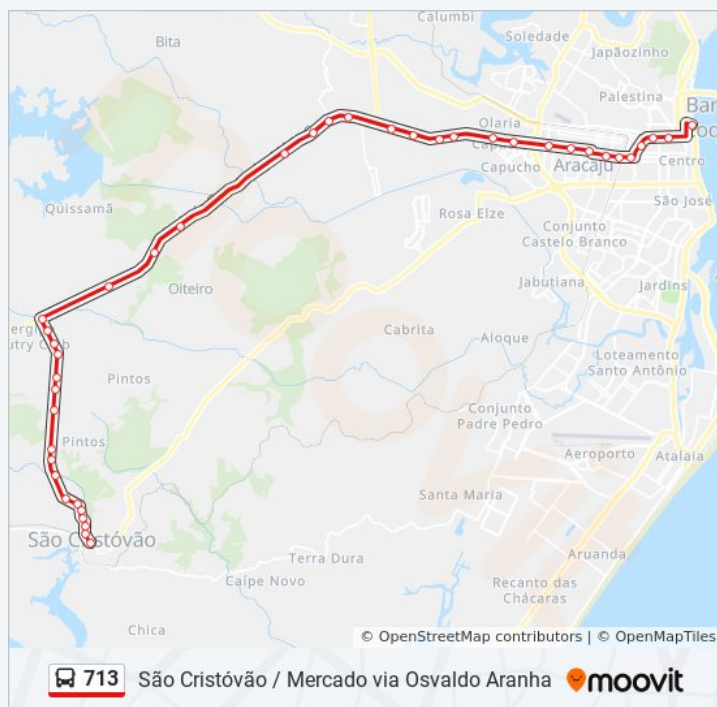 Calumbi
Soledade
Bita
Japãozinho
Palestina
Olaria
Bar
Capucho
Aracaju
Centro
Quissamã
São José
Rosa Elze
Conjunto
Castelo Branco
Oiteiro
Jabutiana
Jardins
Cabrita
Aloque
Loteamento
Santo Antônio
Pintos
Conjunto
Padre Pedro
Pintos
Aeroporto
Atalaia
Santa Maria
São Cristóvão
Terra Dura
Aruanda
Caípe Novo
Recanto das
Chácaras
Chica
© OpenStreetMap contributors | © OpenMapTiles
713 São Cristóvão / Mercado via Osvaldo Aranha moovit